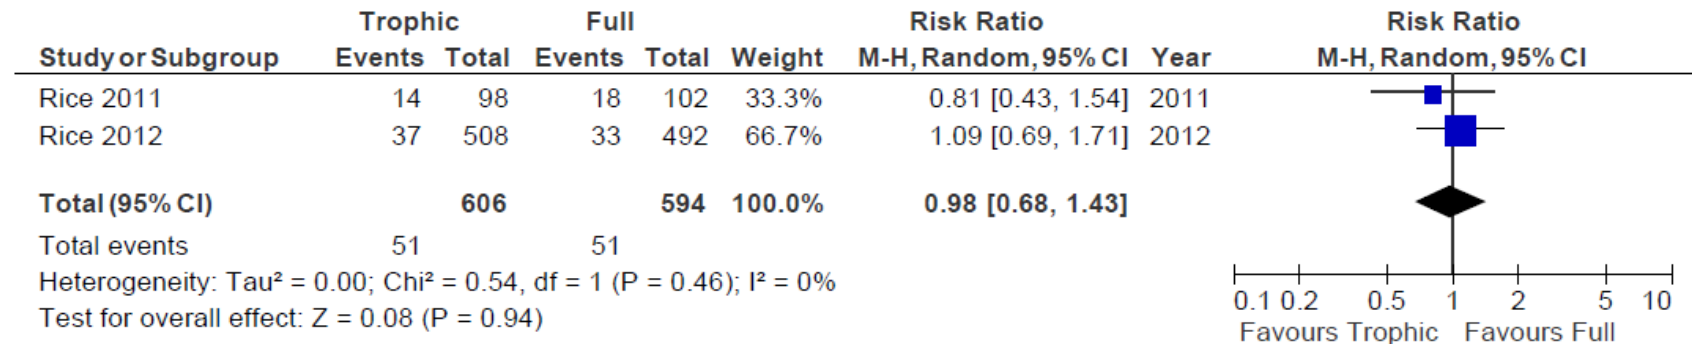 Trophic Full Risk Ratio Risk Ratio
Study or Subgroup Events Total Events Total Weight M-H, Random, 95% CI Year M-H, Random, 95% CI
Rice 2011 14 98 18 102 33.3% 0.81 [0.43, 1.54] 2011
Rice 2012 37 508 33 492 66.7% 1.09 [0.69, 1.71] 2012
Total (95% CI) 606 594 100.0% 0.98 [0.68, 1.43]
Total events 51 51
Heterogeneity: Tau² = 0.00; Chi² = 0.54, df = 1 (P = 0.46); I² = 0%
Test for overall effect: Z = 0.08 (P = 0.94)
0.1 0.2 0.5 1 2 5 10
Favours Trophic Favours Full